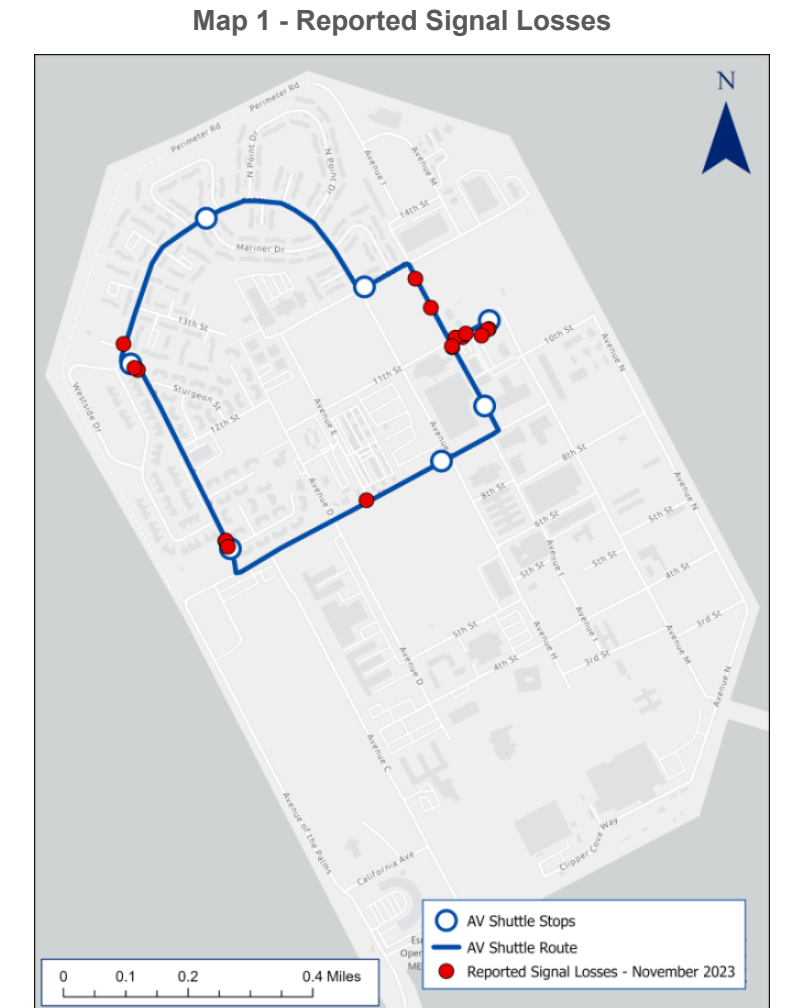 Map 1 - Reported Signal Losses
N
Perimeter Rd
Perimeter Rd
N Point Dr
N Point Dr
Avenue I
Avenue M
14th St
Mariner Dr
13th St
10th St
Avenue N
11th St
Westside Dr
Sturgeon St
12th St
Avenue E
Avenue
8th St
Avenue N
Avenue D
8th St
6th St
5th St
Avenue I
5th St
5th St
4th St
5th St
Avenue I
3rd St
Avenue H
Avenue M
4th St
3rd St
Avenue D
Avenue N
Avenue C
Avenue of the Palms
Clipper Cove Way
California Ave
AV Shuttle Stops
Es
Oper
ME
AV Shuttle Route
Reported Signal Losses - November 2023
0 0.1 0.2 0.4 Miles